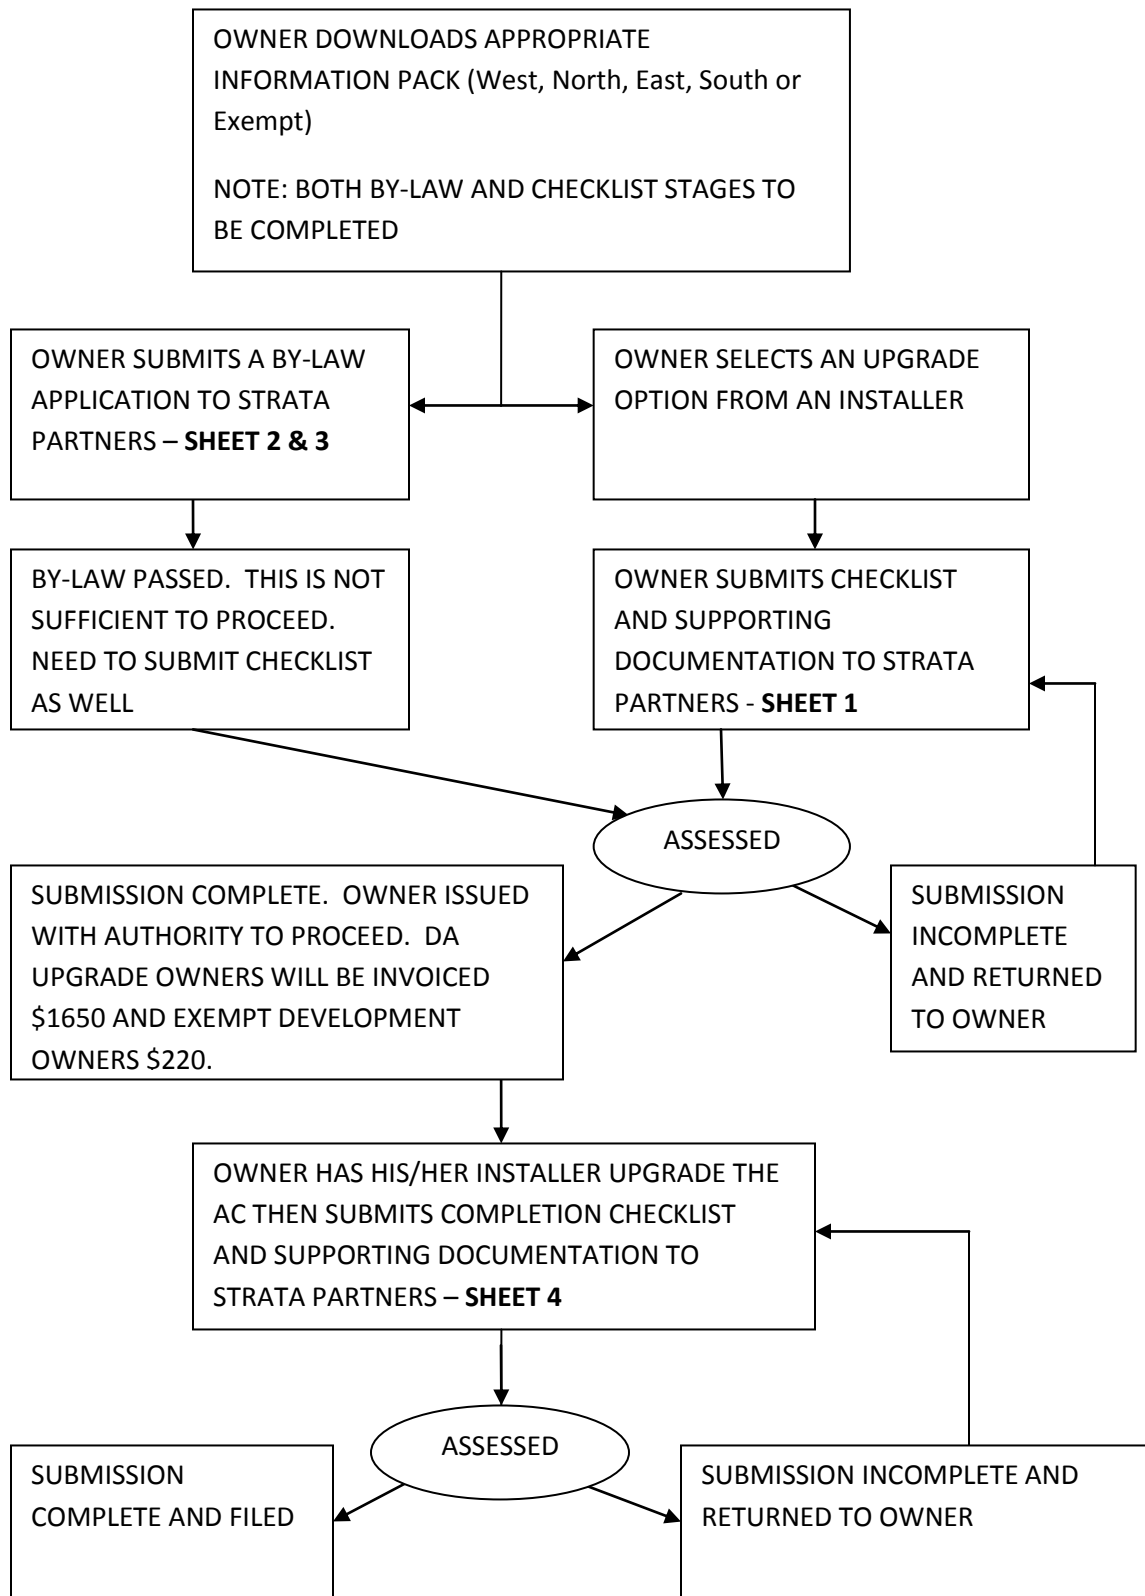 OWNER DOWNLOADS APPROPRIATE
INFORMATION PACK (West, North, East, South or
Exempt)
NOTE: BOTH BY-LAW AND CHECKLIST STAGES TO
BE COMPLETED
OWNER SUBMITS A BY-LAW
APPLICATION TO STRATA
PARTNERS – SHEET 2 & 3
OWNER SELECTS AN UPGRADE
OPTION FROM AN INSTALLER
BY-LAW PASSED.  THIS IS NOT
SUFFICIENT TO PROCEED.
NEED TO SUBMIT CHECKLIST
AS WELL
OWNER SUBMITS CHECKLIST
AND SUPPORTING
DOCUMENTATION TO STRATA
PARTNERS - SHEET 1
ASSESSED
SUBMISSION COMPLETE.  OWNER ISSUED
WITH AUTHORITY TO PROCEED.  DA
UPGRADE OWNERS WILL BE INVOICED
$1650 AND EXEMPT DEVELOPMENT
OWNERS $220.
SUBMISSION
INCOMPLETE
AND RETURNED
TO OWNER
OWNER HAS HIS/HER INSTALLER UPGRADE THE
AC THEN SUBMITS COMPLETION CHECKLIST
AND SUPPORTING DOCUMENTATION TO
STRATA PARTNERS – SHEET 4
ASSESSED
SUBMISSION
COMPLETE AND FILED
SUBMISSION INCOMPLETE AND
RETURNED TO OWNER